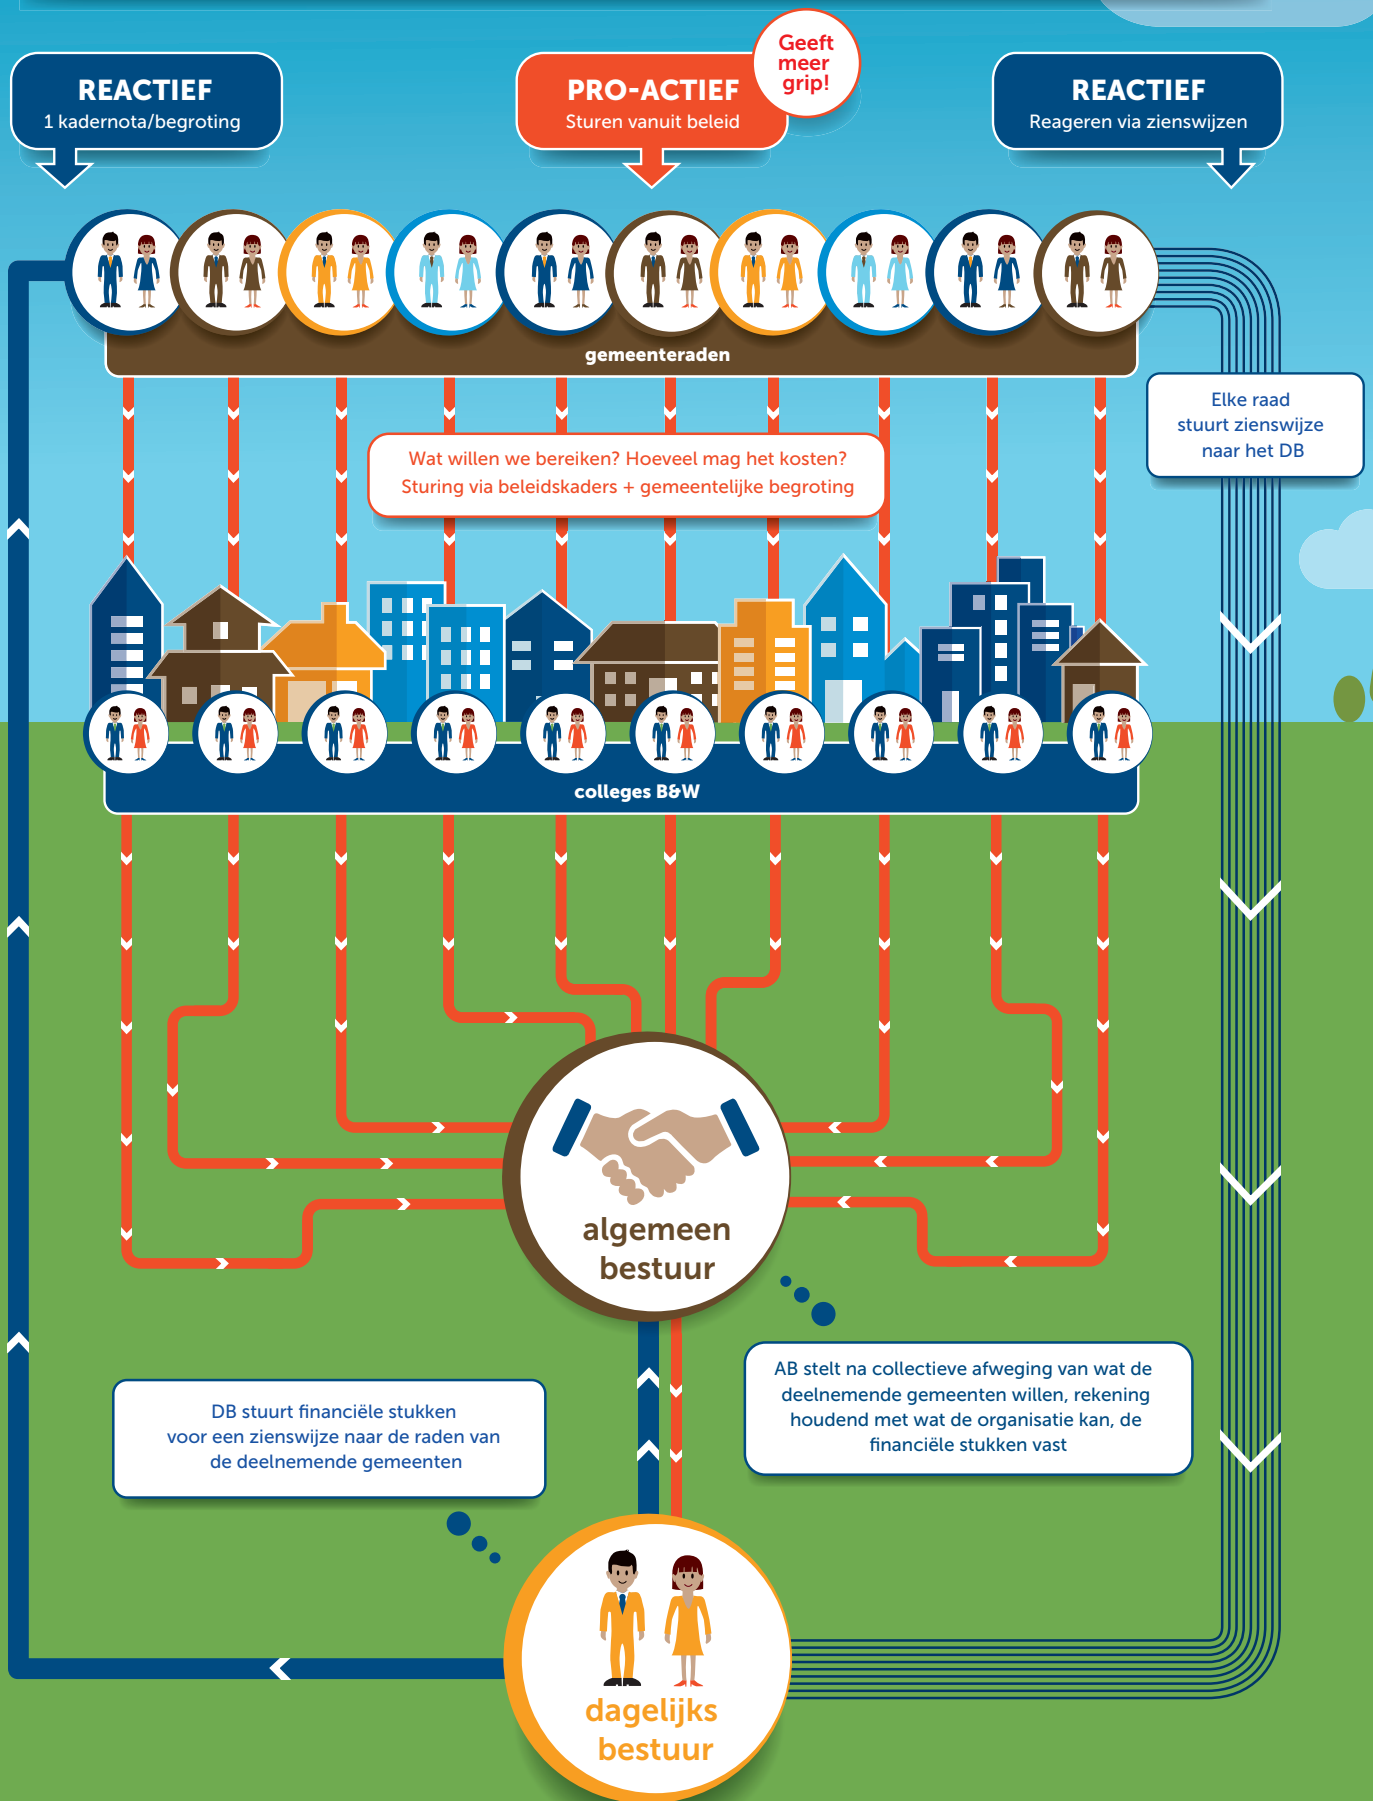 REACTIEF
1 kadernota/begroting
PRO-ACTIEF
Sturen vanuit beleid
Geeft
meer
grip!
REACTIEF
Reageren via zienswijzen
gemeenteraden
Elke raad
stuurt zienswijze
naar het DB
Wat willen we bereiken? Hoeveel mag het kosten?
Sturing via beleidskaders + gemeentelijke begroting
colleges B&W
algemeen
bestuur
AB stelt na collectieve afweging van wat de
deelnemende gemeenten willen, rekening
houdend met wat de organisatie kan, de
financiële stukken vast
DB stuurt financiële stukken
voor een zienswijze naar de raden van
de deelnemende gemeenten
dagelijks
bestuur